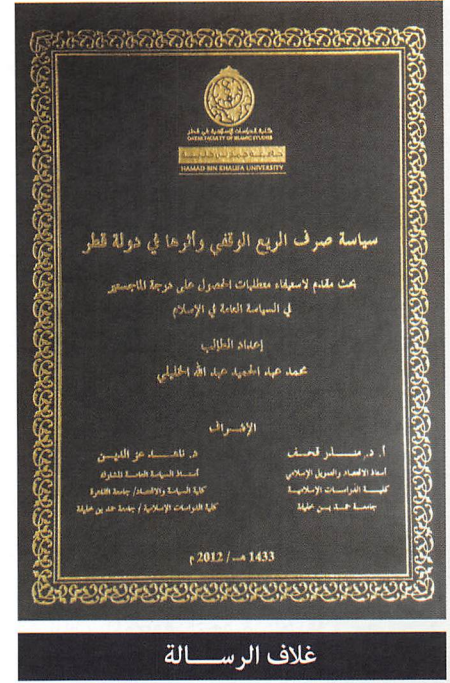 كلية الدراسات الإسلامية في قطر
QATAR FACULTY OF ISLAMIC STUDIES
جامعة حمد بن خليفة
HAMAD BIN KHALIFA UNIVERSITY
سياسة صرف الريع الوقفي وأثرها في دولة قطر
بحث مقدم لاستيفاء متطلبات الحصول على درجة الماجستير
في السياسة العامة في الإسلام
إعداد الطالب
محمد عبد الحميد عبد الله الخليلي
الإشراف
أ. د. منذر قحف
أستاذ الاقتصاد والتمويل الإسلامي
كلية الدراسات الإسلامية
جامعة حمد بن خليفة
د. ناهد عز الدين
أستاذ السياسة العامة المشارك
كلية السياسة والاقتصاد/ جامعة القاهرة
كلية الدراسات الإسلامية / جامعة حمد بن خليفة
1433 هـ / 2012 م
غلاف الرسالة